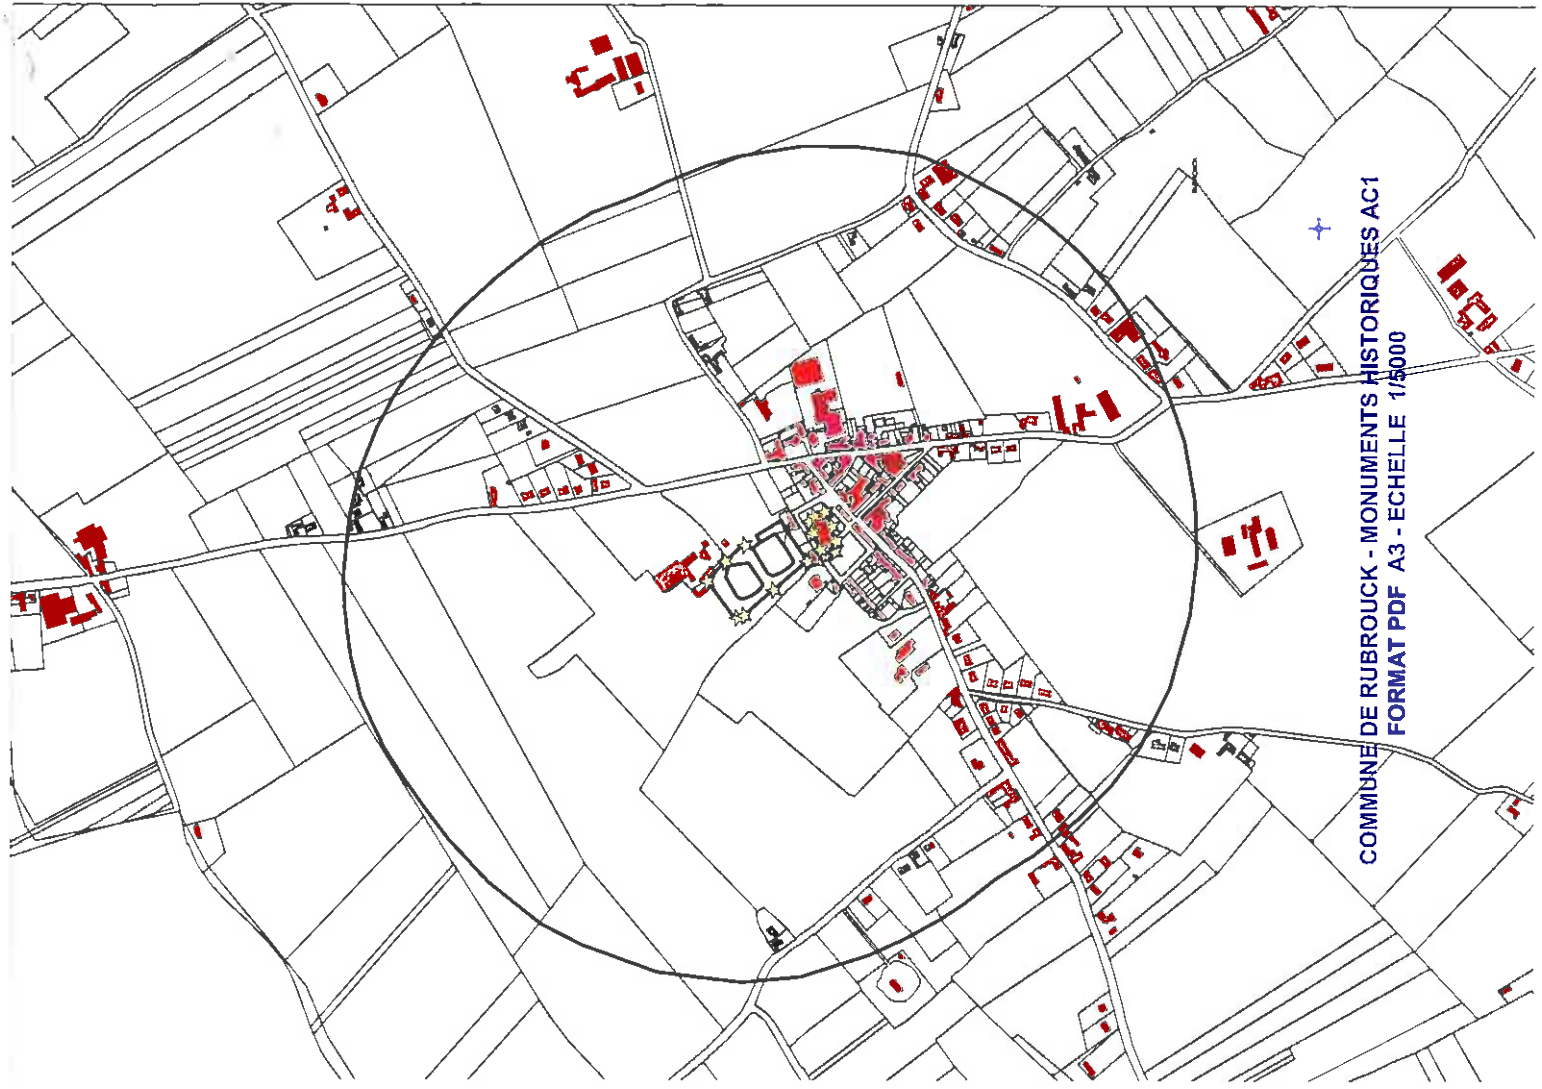 COMMUNE DE RUBROUCK - MONUMENTS HISTORIQUES AC1
FORMAT PDF A3 - ECHELLE 1/5000